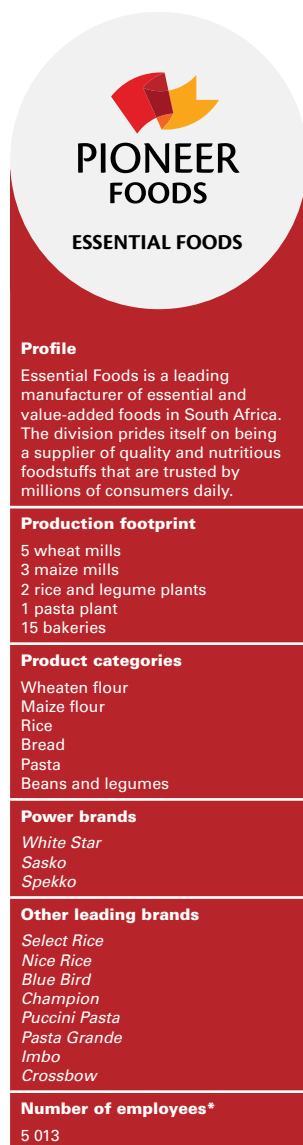 PIONEER
FOODS
ESSENTIAL FOODS
Profile
Essential Foods is a leading
manufacturer of essential and
value-added foods in South Africa.
The division prides itself on being
a supplier of quality and nutritious
foodstuffs that are trusted by
millions of consumers daily.
Production footprint
5 wheat mills
3 maize mills
2 rice and legume plants
1 pasta plant
15 bakeries
Product categories
Wheaten flour
Maize flour
Rice
Bread
Pasta
Beans and legumes
Power brands
White Star
Sasko
Spekko
Other leading brands
Select Rice
Nice Rice
Blue Bird
Champion
Puccini Pasta
Pasta Grande
Imbo
Crossbow
Number of employees*
5 013